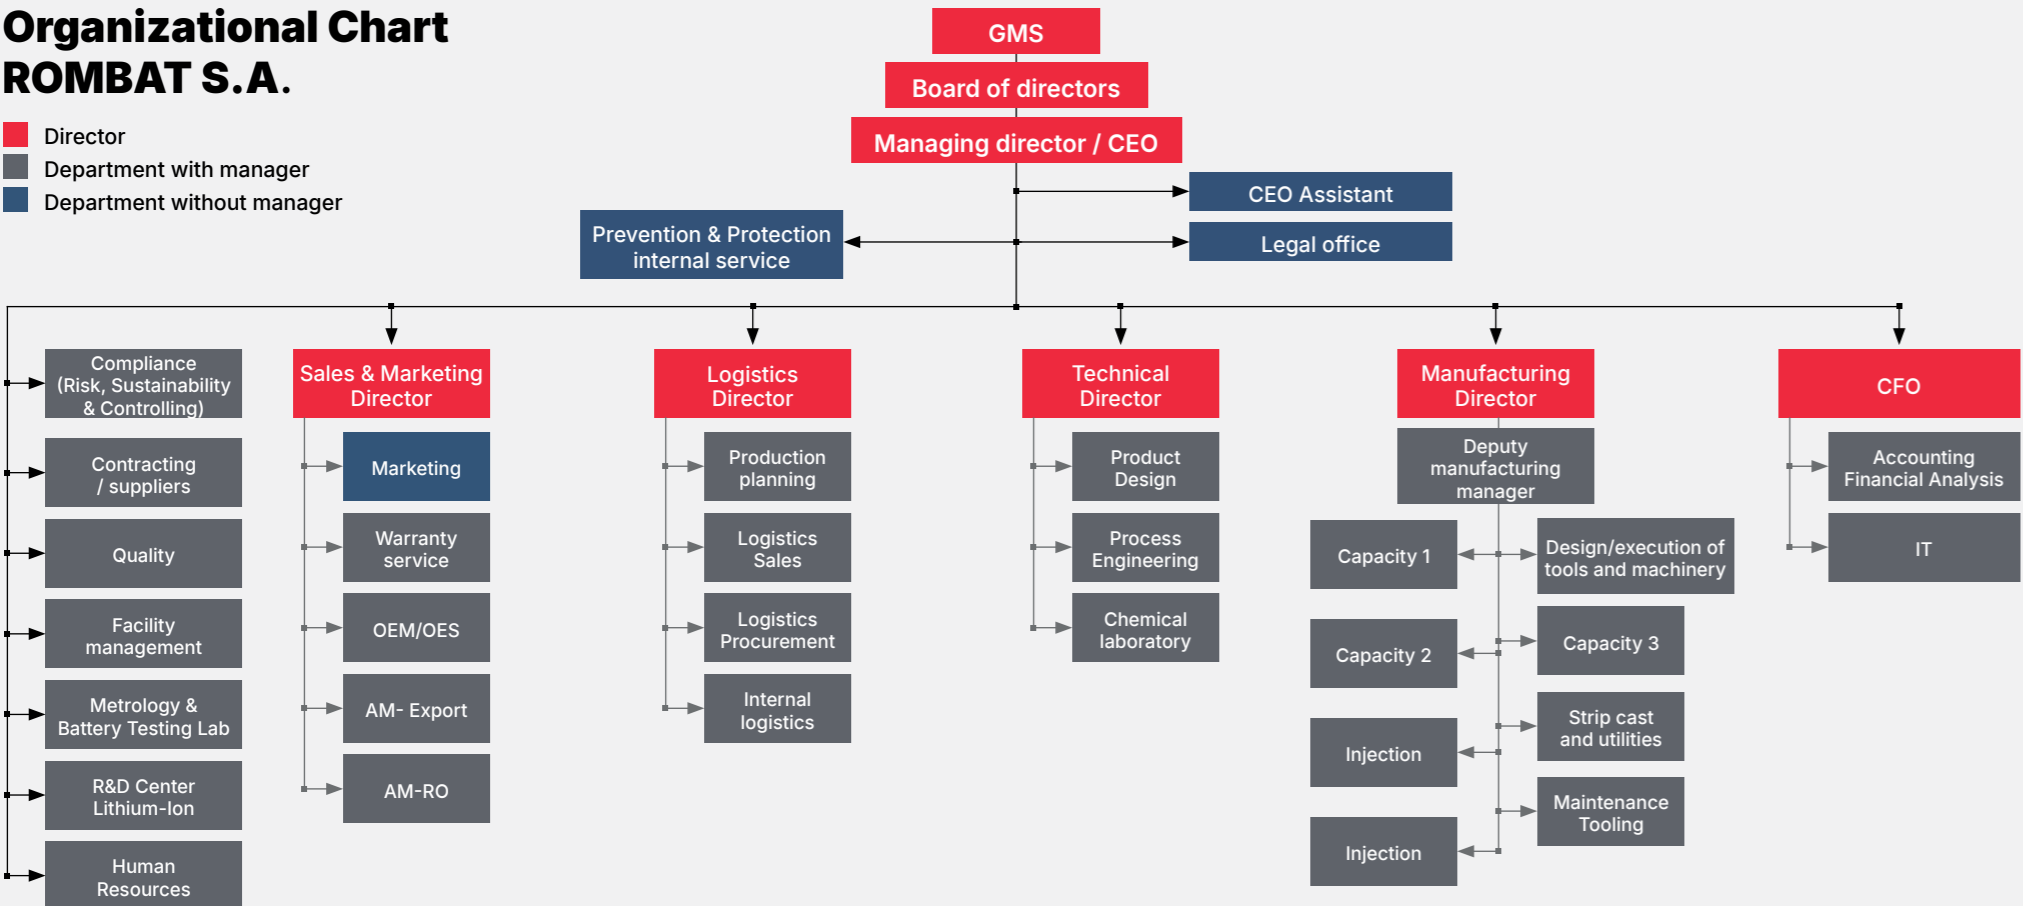 Organizational Chart
ROMBAT S.A.
Director
Department with manager
Department without manager
GMS
Board of directors
Managing director / CEO
CEO Assistant
Prevention & Protection
internal service
Legal office
Compliance
(Risk, Sustainability
& Controlling)
Contracting
/ suppliers
Quality
Facility
management
Metrology &
Battery Testing Lab
R&D Center
Lithium-Ion
Human
Resources
Sales & Marketing
Director
Marketing
Warranty
service
OEM/OES
AM- Export
AM-RO
Logistics
Director
Production
planning
Logistics
Sales
Logistics
Procurement
Internal
logistics
Technical
Director
Product
Design
Process
Engineering
Chemical
laboratory
Manufacturing
Director
Deputy
manufacturing
manager
Capacity 1
Design/execution of
tools and machinery
Capacity 2
Capacity 3
Injection
Strip cast
and utilities
Injection
Maintenance
Tooling
CFO
Accounting
Financial Analysis
IT